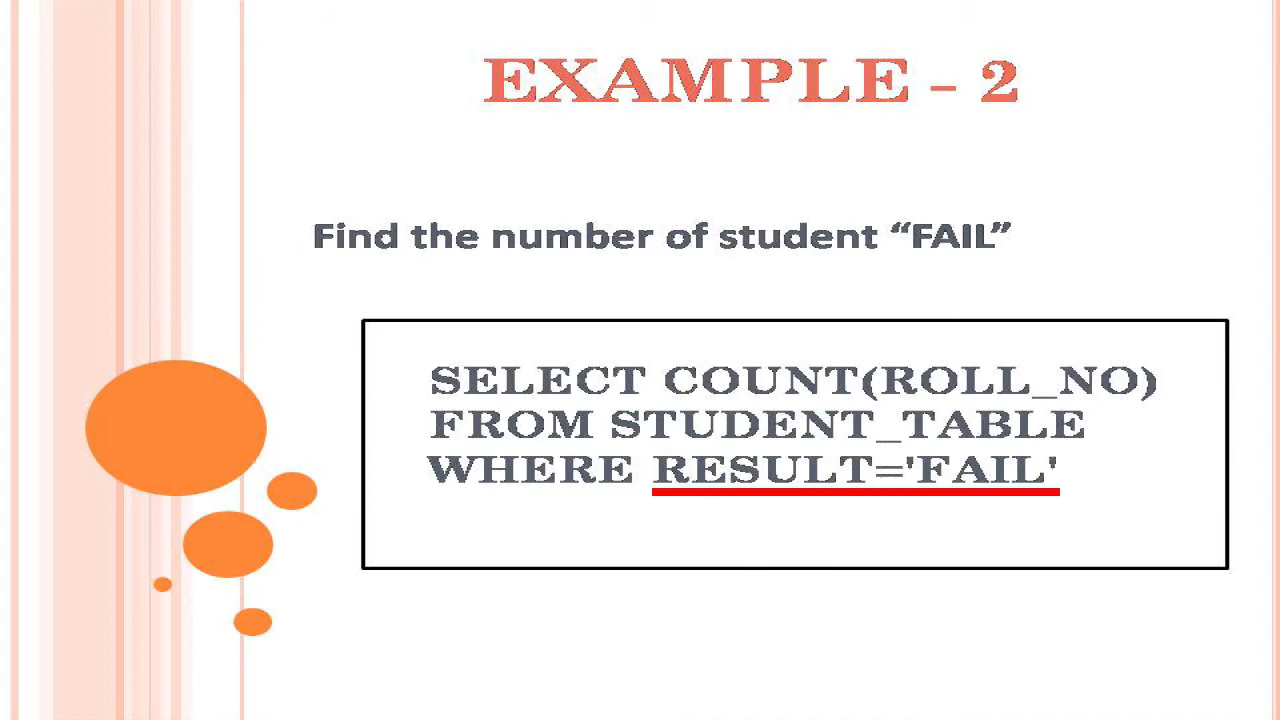 EXAMPLE – 2
Find the number of student “FAIL”
SELECT COUNT(ROLL_NO)
FROM STUDENT_TABLE
WHERE RESULT='FAIL'